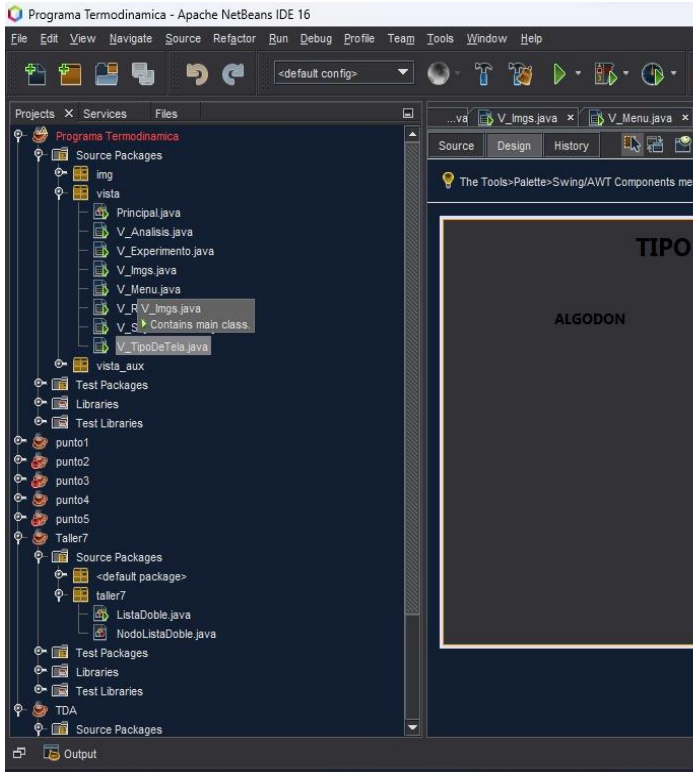 Programa Termodinamica - Apache NetBeans IDE 16
File Edit View Navigate Source Refactor Run Debug Profile Team Tools Window Help
<default config>
Projects X Services Files
Programa Termodinamica
Source Packages
img
vista
Principal.java
V_Analisis.java
V_Experimento.java
V_Imgs.java
V_Menu.java
V_R
V_Imgs.java
V_S
Contains main class.
V_TipoDeTela.java
vista_aux
Test Packages
Libraries
Test Libraries
punto1
punto2
punto3
punto4
punto5
Taller7
Source Packages
<default package>
taller7
ListaDoble.java
NodoListaDoble.java
Test Packages
Libraries
Test Libraries
TDA
Source Packages
Output
...va V_Imgs.java × V_Menu.java ×
Source Design History
The Tools>Palette>Swing/AWT Components me
TIPO
ALGODON